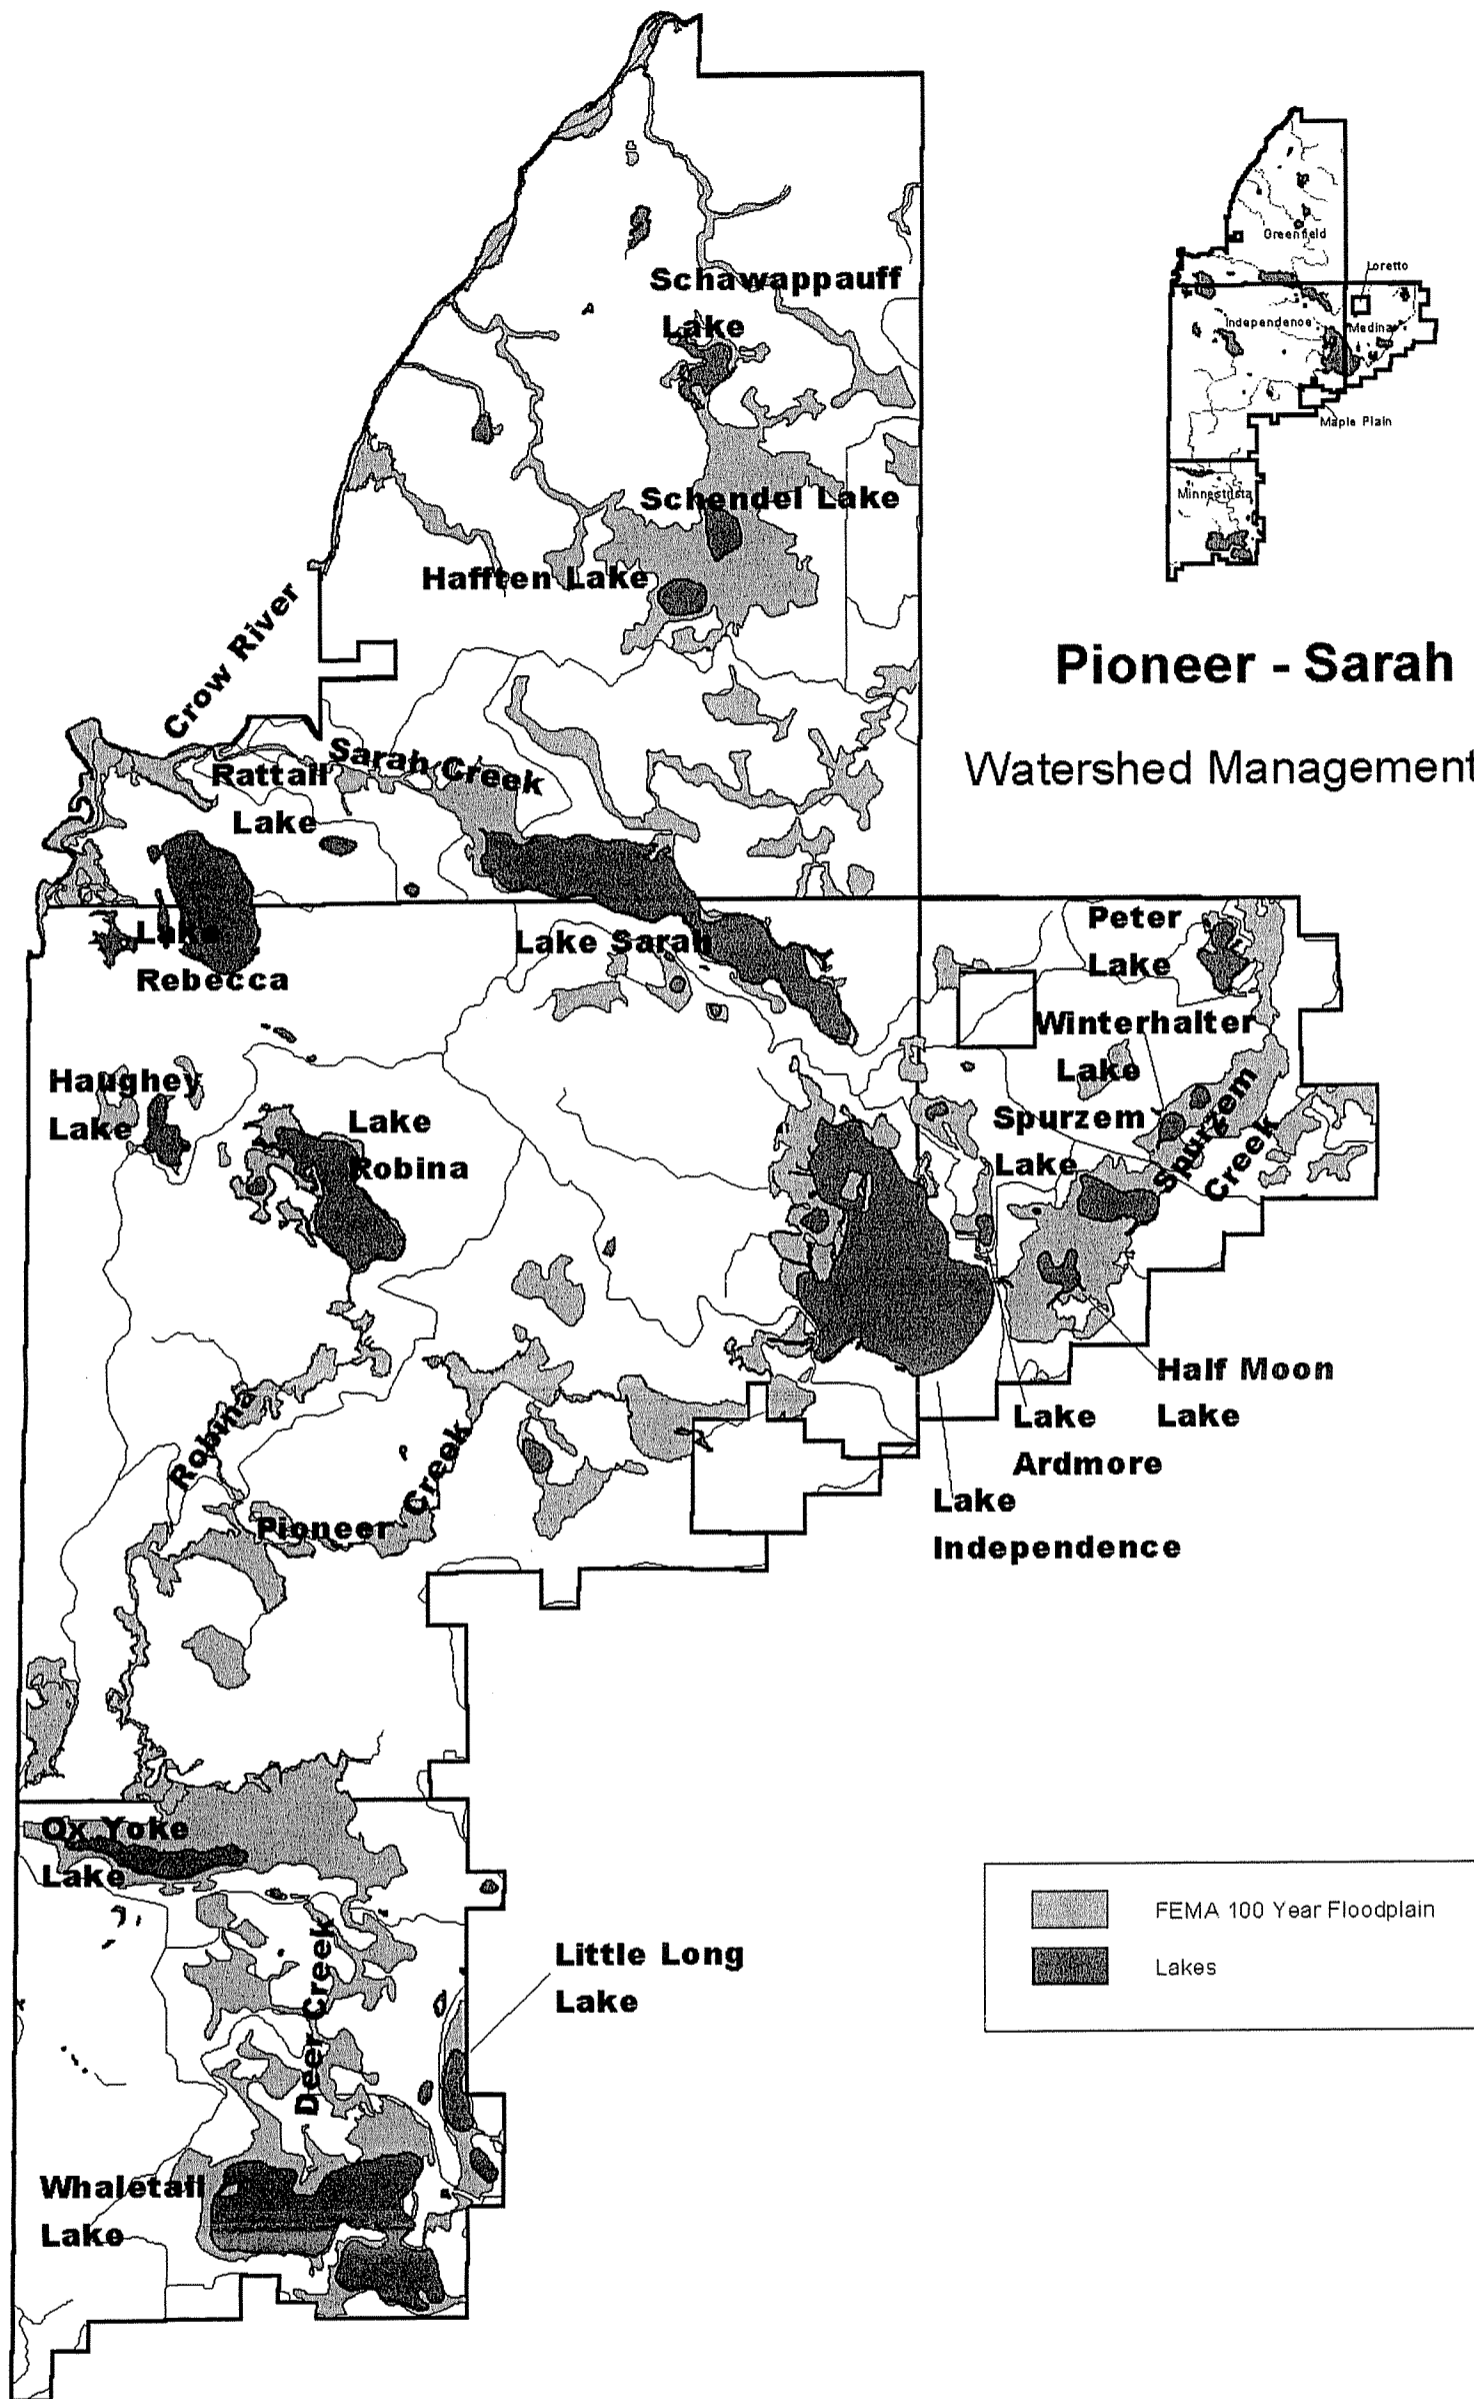 Greenfield
Loretto
Independence
Medina
Maple Plain
Minnestrista
Pioneer - Sarah
Watershed Management
Schawappauff
Lake
Schendel Lake
Hafften Lake
Crow River
Sarah Creek
Rattail
Lake
Lake
Rebecca
Lake Sarah
Peter
Lake
Winterhalter
Lake
Haughey
Lake
Lake
Robina
Spurzem
Lake
Spurzem
Creek
Half Moon
Lake
Lake
Ardmore
Lake
Independence
Robina
Pioneer Creek
Ox Yoke
Lake
Deer Creek
Little Long
Lake
Whaletail
Lake
FEMA 100 Year Floodplain
Lakes